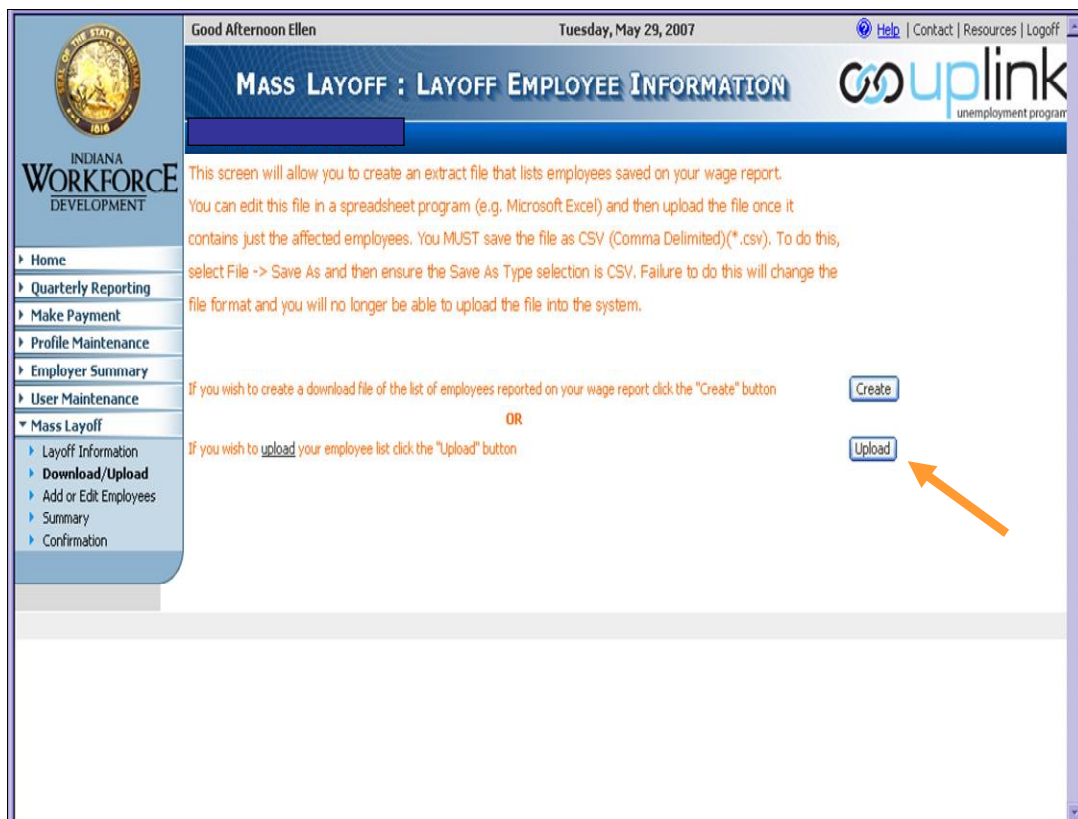 Good Afternoon Ellen
Tuesday, May 29, 2007
Help | Contact | Resources | Logoff
MASS LAYOFF : LAYOFF EMPLOYEE INFORMATION
uplink
unemployment program
SEAL OF THE STATE OF INDIANA
1816
INDIANA
WORKFORCE
DEVELOPMENT
Home
Quarterly Reporting
Make Payment
Profile Maintenance
Employer Summary
User Maintenance
Mass Layoff
Layoff Information
Download/Upload
Add or Edit Employees
Summary
Confirmation
This screen will allow you to create an extract file that lists employees saved on your wage report.
You can edit this file in a spreadsheet program (e.g. Microsoft Excel) and then upload the file once it
contains just the affected employees. You MUST save the file as CSV (Comma Delimited)(*.csv). To do this,
select File -> Save As and then ensure the Save As Type selection is CSV. Failure to do this will change the
file format and you will no longer be able to upload the file into the system.
If you wish to create a download file of the list of employees reported on your wage report click the "Create" button
Create
OR
If you wish to upload your employee list click the "Upload" button
Upload